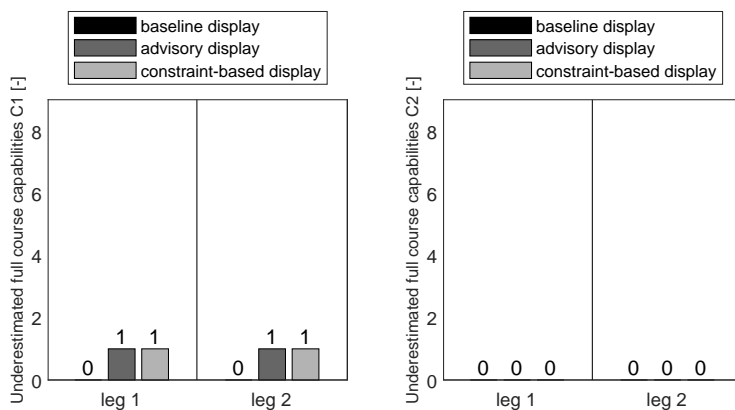 baseline display
advisory display
constraint-based display
Underestimated full course capabilities C1 [-]
8
6
4
2
0
0 1 1
0 1 1
leg 1
leg 2
baseline display
advisory display
constraint-based display
Underestimated full course capabilities C2 [-]
8
6
4
2
0
0 0 0
0 0 0
leg 1
leg 2